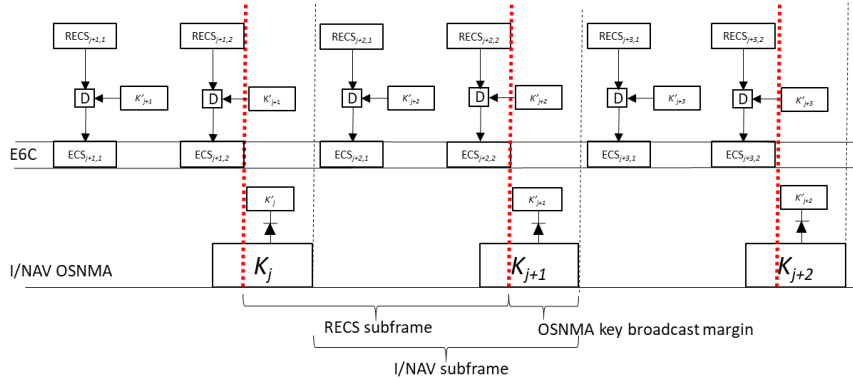 RECSj+1,1 RECSj+1,2 RECSj+2,1 RECSj+2,2 RECSj+3,1 RECSj+3,2
D K'j+1 D K'j+1 D K'j+2 D K'j+2 D K'j+3 D K'j+3
E6C ECSj+1,1 ECSj+1,2 ECSj+2,1 ECSj+2,2 ECSj+3,1 ECSj+3,2
K'j K'j+1 K'j+2
I/NAV OSNMA Kj Kj+1 Kj+2
RECS subframe OSNMA key broadcast margin
I/NAV subframe